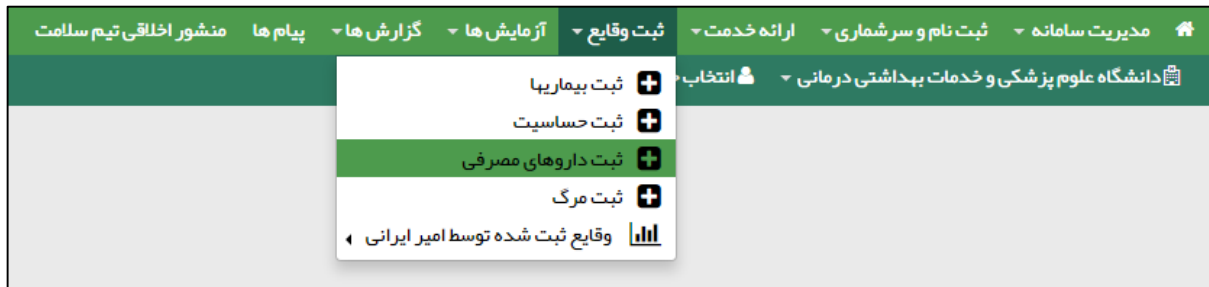 مدیریت سامانه ثبت نام و سرشماری ارائه خدمت ثبت وقایع آزمایش ها گزارش ها پیام ها منشور اخلاقی تیم سلامت
دانشگاه علوم پزشکی و خدمات بهداشتی درمانی انتخاب
ثبت بیماریها
ثبت حساسیت
ثبت داروهای مصرفی
ثبت مرگ
وقایع ثبت شده توسط امیر ایرانی